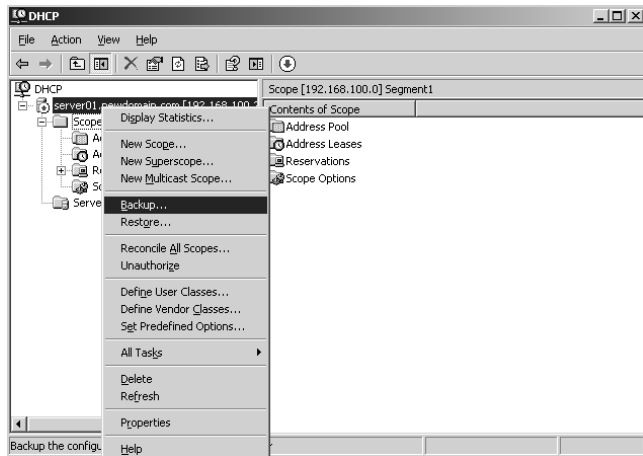 DHCP
File Action View Help
DHCP
server01.newdomain.com [192.168.100.
Scope [192.168.100.0] Segment1
Contents of Scope
Address Pool
Address Leases
Reservations
Scope Options
Scope
Serve
Display Statistics...
New Scope...
New Superscope...
New Multicast Scope...
Backup...
Restore...
Reconcile All Scopes...
Unauthorize
Define User Classes...
Define Vendor Classes...
Set Predefined Options...
All Tasks
Delete
Refresh
Properties
Help
Backup the configu